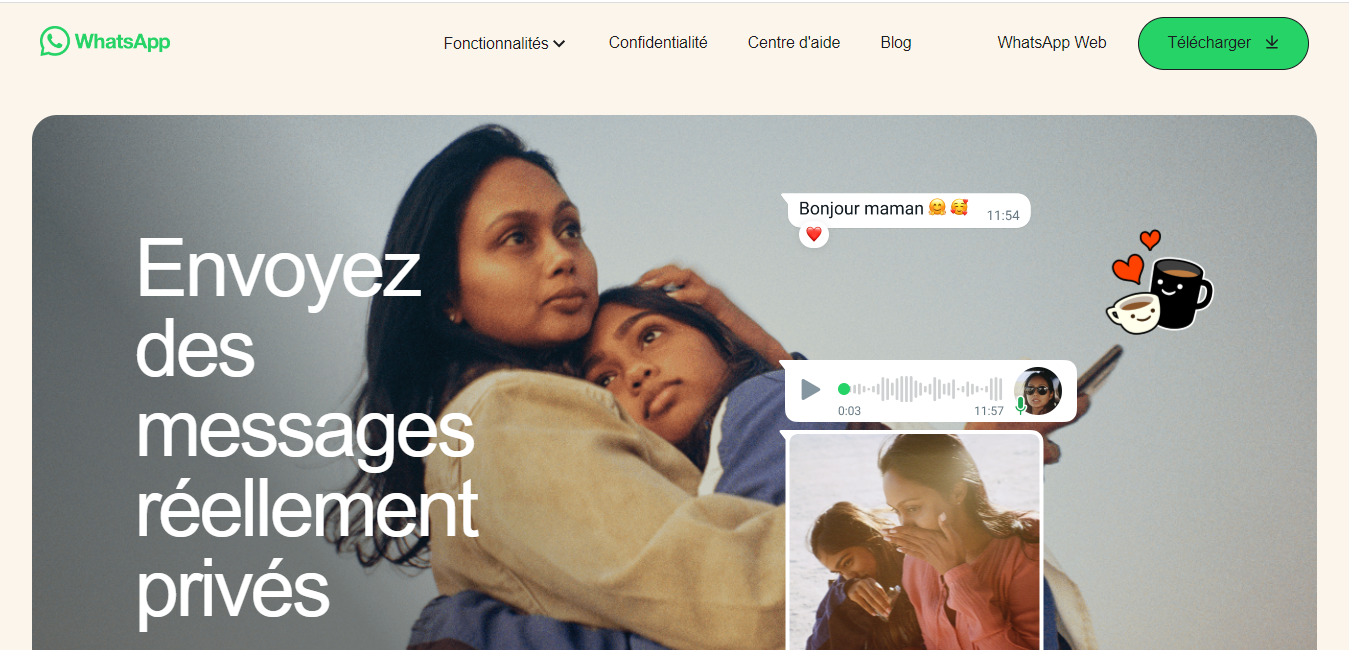 WhatsApp
Fonctionnalités
Confidentialité
Centre d'aide
Blog
WhatsApp Web
Télécharger
Envoyez
des
messages
réellement
privés
Bonjour maman 🤗 🥰 11:54
0:03 11:57